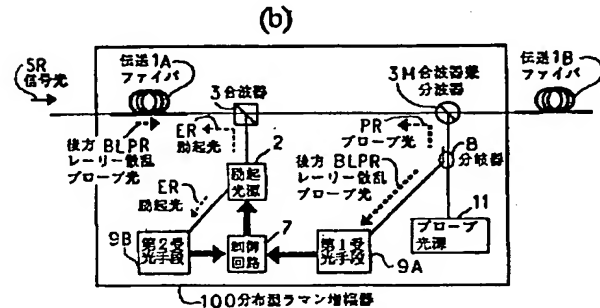 (b)
SR
信号光
伝送1A
ファイバ
3合波器
3M合波器兼
分波器
伝送1B
ファイバ
ER
励起光
PR
プローブ光
後方 BLPR
レーリー散乱
プローブ光
2
励起
光源
ER
励起光
後方 BLPR
レーリー散乱
プローブ光
8
分波器
11
プローブ
光源
7
制御
回路
9B
第2受
光手段
第1受
光手段
9A
100分布型ラマン増幅器